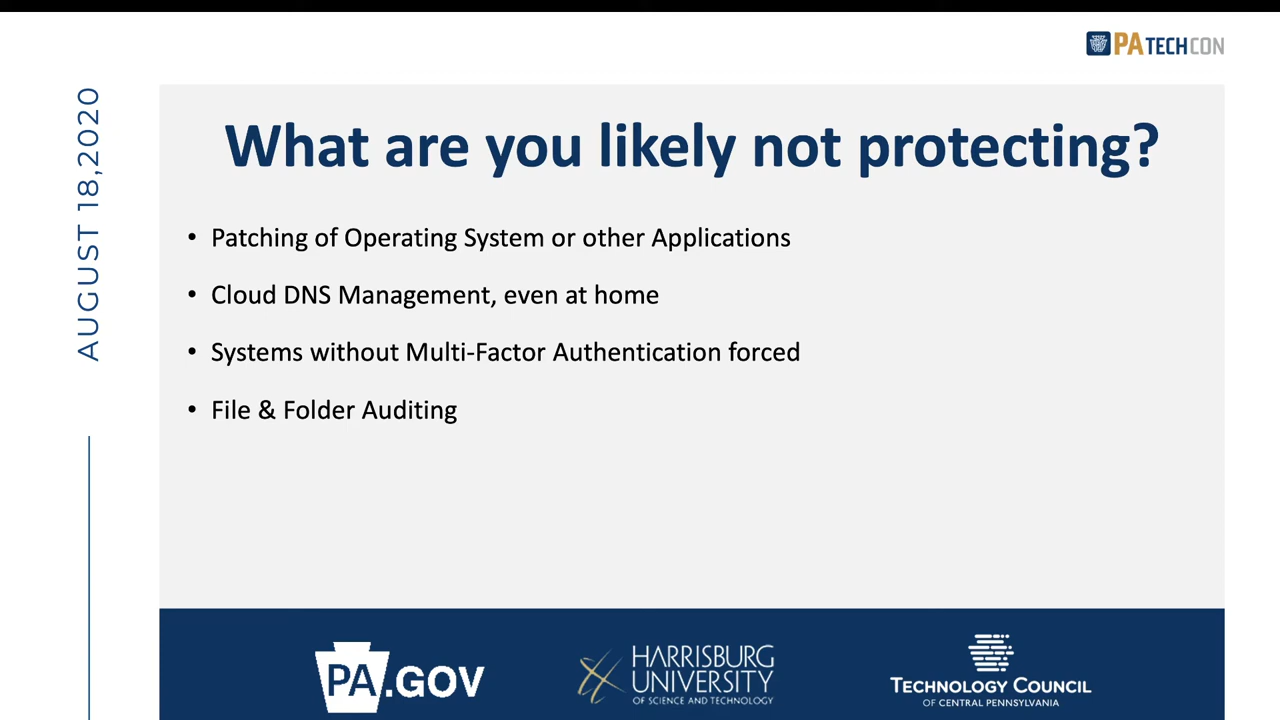 PATECHCON
AUGUST 18,2020
What are you likely not protecting?
• Patching of Operating System or other Applications
• Cloud DNS Management, even at home
• Systems without Multi-Factor Authentication forced
• File & Folder Auditing
PA.GOV
HARRISBURG
UNIVERSITY
OF SCIENCE AND TECHNOLOGY
TECHNOLOGY COUNCIL
OF CENTRAL PENNSYLVANIA